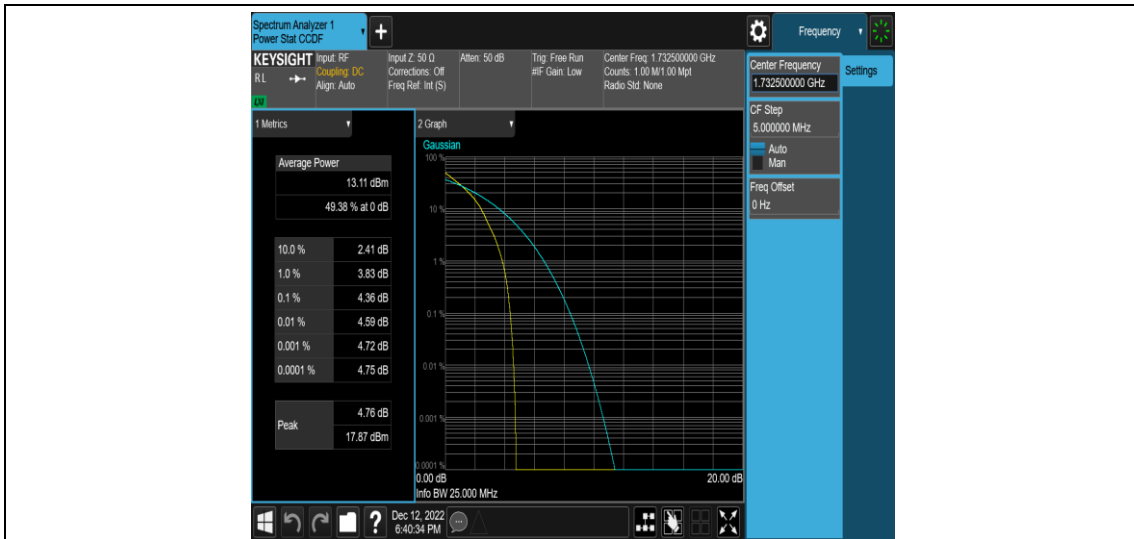 Spectrum Analyzer 1
Power Stat CCDF
+
Frequency
KEYSIGHT
RL
LXI
Input: RF
Coupling: DC
Align: Auto
Input Z: 50 Ω
Corrections: Off
Freq Ref: Int (S)
Atten: 50 dB
Trig: Free Run
#IF Gain: Low
Center Freq: 1.732500000 GHz
Counts: 1.00 M/1.00 Mpt
Radio Std: None
Center Frequency
1.732500000 GHz
Settings
CF Step
5.000000 MHz
Auto
Man
Freq Offset
0 Hz
1 Metrics
Average Power
13.11 dBm
49.38 % at 0 dB
10.0 % 2.41 dB
1.0 % 3.83 dB
0.1 % 4.36 dB
0.01 % 4.59 dB
0.001 % 4.72 dB
0.0001 % 4.75 dB
Peak
4.76 dB
17.87 dBm
2 Graph
Gaussian
100 %
10 %
1 %
0.1 %
0.01 %
0.001 %
0.0001 %
0.00 dB 20.00 dB
Info BW 25.000 MHz
?
Dec 12, 2022
6:40:34 PM